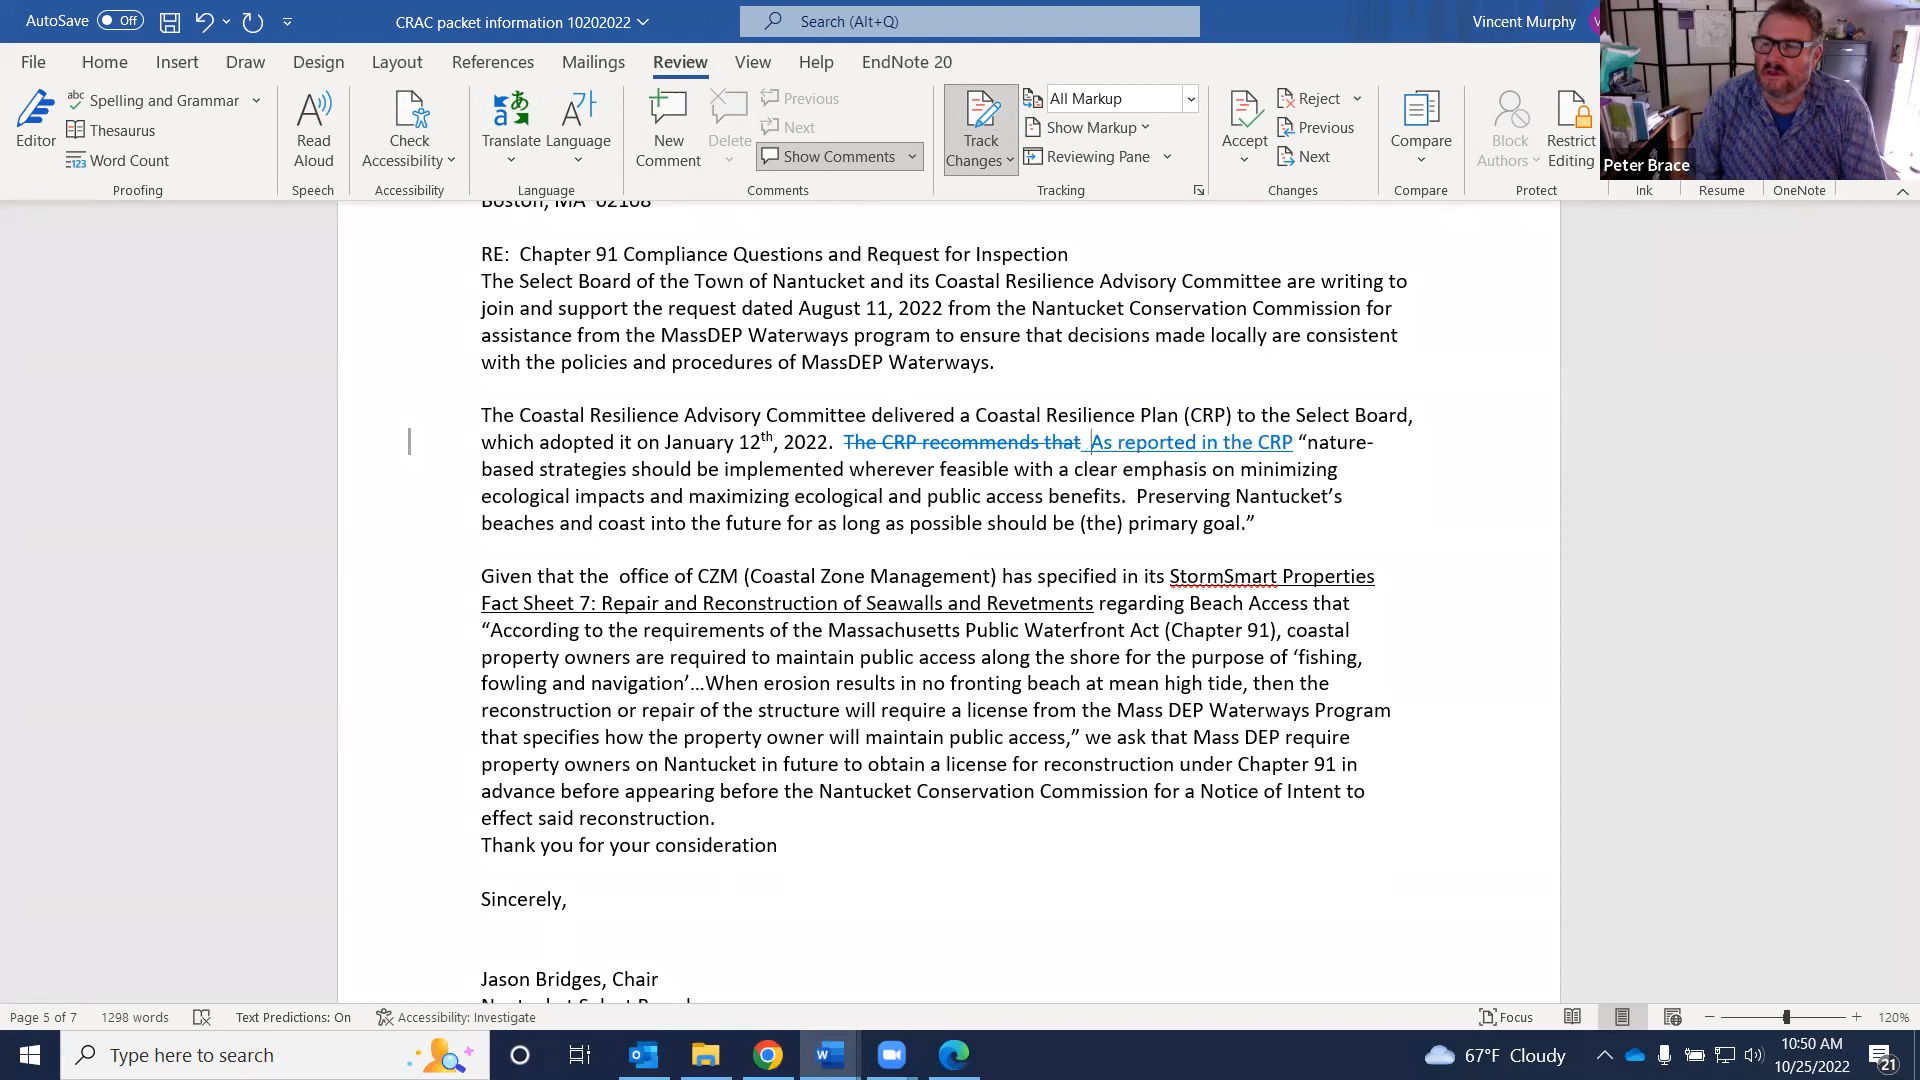 AutoSave Off
CRAC packet information 10202022
Search (Alt+Q)
Vincent Murphy
File Home Insert Draw Design Layout References Mailings Review View Help EndNote 20
Editor
abc Spelling and Grammar
Thesaurus
123 Word Count
Proofing
Read Aloud
Speech
Check Accessibility
Accessibility
Translate
Language
Language
New Comment
Delete
Previous
Next
Show Comments
Comments
Track Changes
All Markup
Show Markup
Reviewing Pane
Tracking
Accept
Reject
Previous
Next
Changes
Compare
Compare
Block Authors
Restrict Editing
Protect
Ink
Resume
OneNote
Peter Brace
Boston, MA 02108
RE:  Chapter 91 Compliance Questions and Request for Inspection
The Select Board of the Town of Nantucket and its Coastal Resilience Advisory Committee are writing to
join and support the request dated August 11, 2022 from the Nantucket Conservation Commission for
assistance from the MassDEP Waterways program to ensure that decisions made locally are consistent
with the policies and procedures of MassDEP Waterways.
The Coastal Resilience Advisory Committee delivered a Coastal Resilience Plan (CRP) to the Select Board,
which adopted it on January 12th, 2022.  The CRP recommends that  As reported in the CRP “nature-
based strategies should be implemented wherever feasible with a clear emphasis on minimizing
ecological impacts and maximizing ecological and public access benefits.  Preserving Nantucket’s
beaches and coast into the future for as long as possible should be (the) primary goal.”
Given that the  office of CZM (Coastal Zone Management) has specified in its StormSmart Properties
Fact Sheet 7: Repair and Reconstruction of Seawalls and Revetments regarding Beach Access that
“According to the requirements of the Massachusetts Public Waterfront Act (Chapter 91), coastal
property owners are required to maintain public access along the shore for the purpose of ‘fishing,
fowling and navigation’…When erosion results in no fronting beach at mean high tide, then the
reconstruction or repair of the structure will require a license from the Mass DEP Waterways Program
that specifies how the property owner will maintain public access,” we ask that Mass DEP require
property owners on Nantucket in future to obtain a license for reconstruction under Chapter 91 in
advance before appearing before the Nantucket Conservation Commission for a Notice of Intent to
effect said reconstruction.
Thank you for your consideration
Sincerely,
Jason Bridges, Chair
Nantucket Select Board
Page 5 of 7 1298 words Text Predictions: On Accessibility: Investigate Focus 120%
Type here to search
67°F Cloudy
10:50 AM
10/25/2022
21